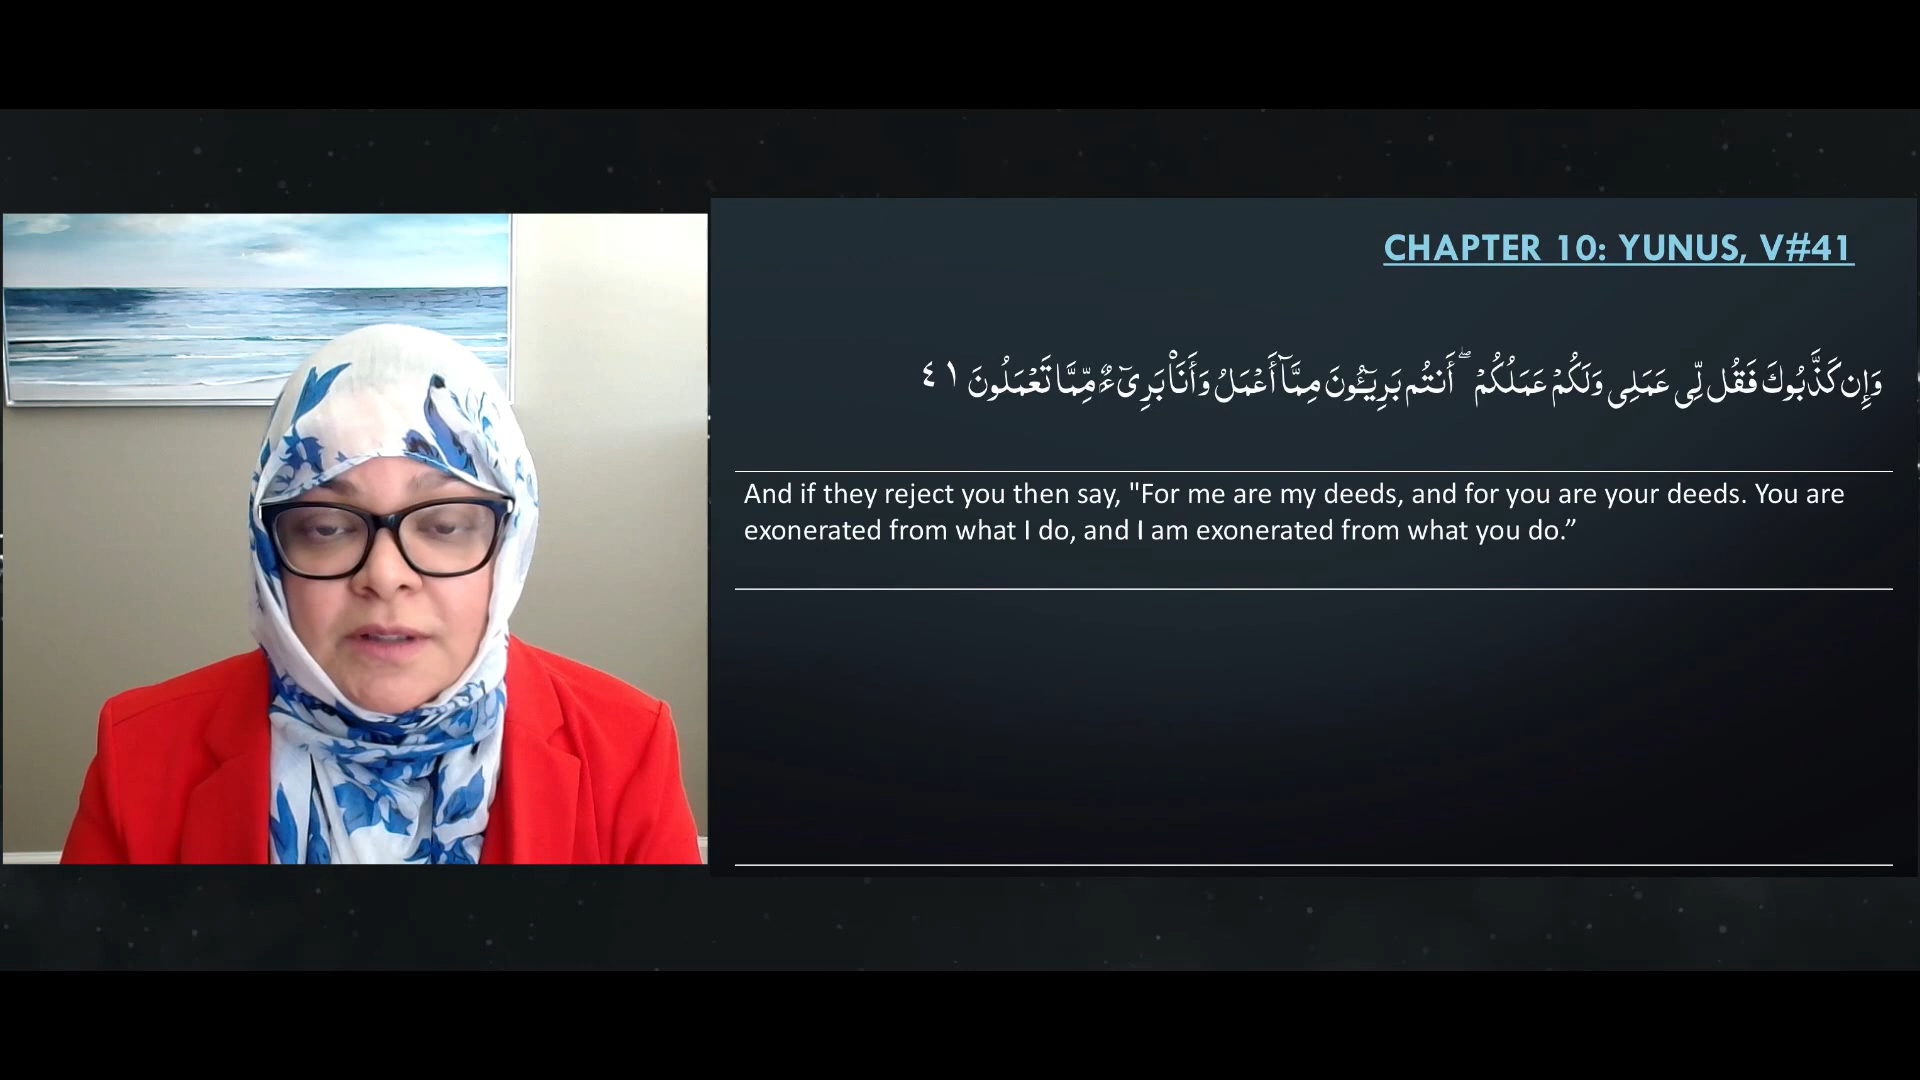 CHAPTER 10: YUNUS, V#41
وَإِن كَذَّبُوكَ فَقُل لِّى عَمَلِى وَلَكُمْ عَمَلُكُمْ ۖ أَنتُم بَرِيٓـُٔونَ مِمَّآ أَعْمَلُ وَأَنَا۠ بَرِىٓءٌ مِّمَّا تَعْمَلُونَ ٤١
And if they reject you then say, "For me are my deeds, and for you are your deeds. You are
exonerated from what I do, and I am exonerated from what you do.”